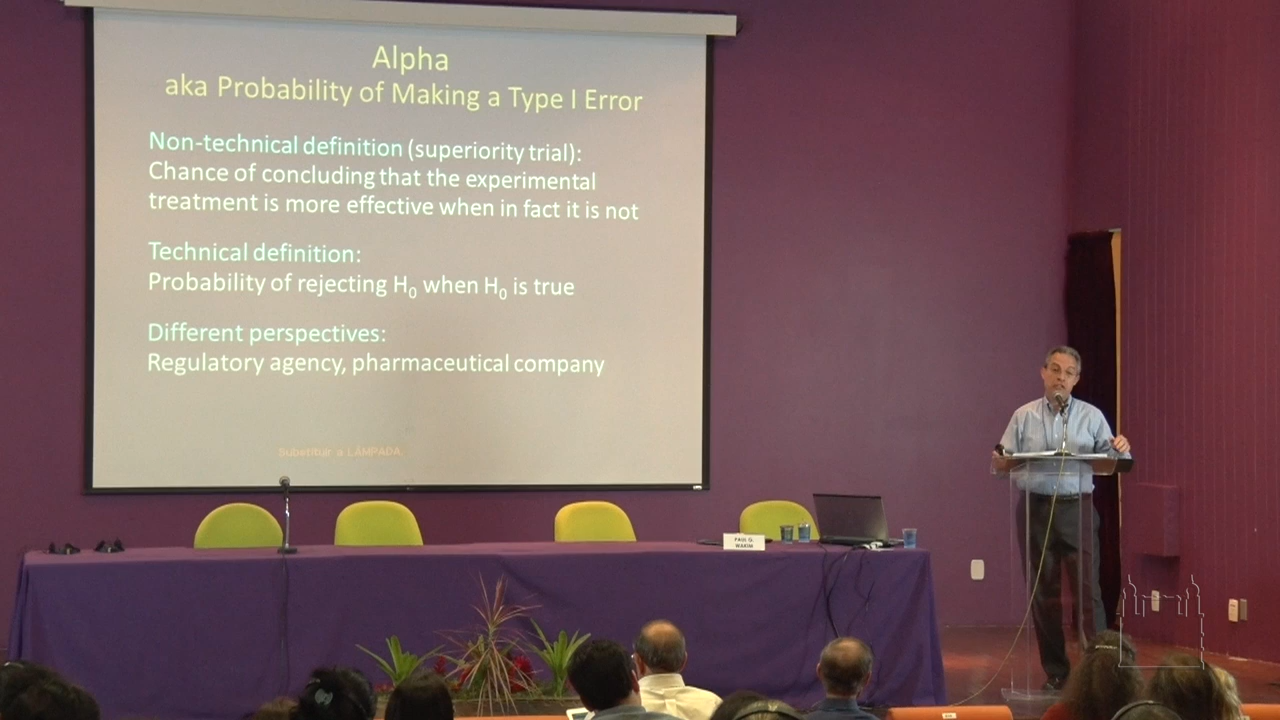 Alpha
aka Probability of Making a Type I Error
Non-technical definition (superiority trial):
Chance of concluding that the experimental
treatment is more effective when in fact it is not
Technical definition:
Probability of rejecting H₀ when H₀ is true
Different perspectives:
Regulatory agency, pharmaceutical company
Substituir a LÂMPADA
PAUL G.
WAKIM